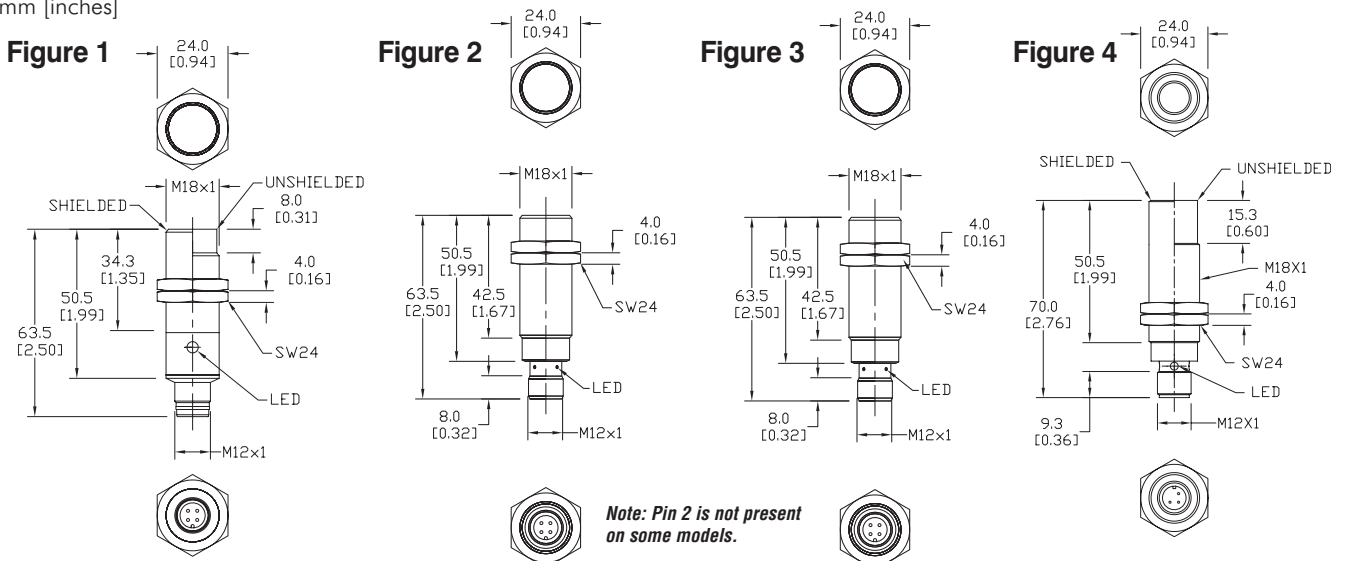 mm [inches]
Figure 1
24.0
[0.94]
M18x1
UNSHIELDED
SHIELDED
8.0
[0.31]
34.3
[1.35]
4.0
[0.16]
50.5
[1.99]
63.5
[2.50]
SW24
LED
M12x1
Figure 2
24.0
[0.94]
M18x1
4.0
[0.16]
50.5
[1.99]
63.5
[2.50]
42.5
[1.67]
SW24
LED
8.0
[0.32]
M12x1
Note: Pin 2 is not present
on some models.
Figure 3
24.0
[0.94]
M18x1
4.0
[0.16]
50.5
[1.99]
63.5
[2.50]
42.5
[1.67]
SW24
LED
8.0
[0.32]
M12x1
Figure 4
24.0
[0.94]
SHIELDED
UNSHIELDED
15.3
[0.60]
50.5
[1.99]
M18X1
4.0
[0.16]
70.0
[2.76]
SW24
LED
9.3
[0.36]
M12X1